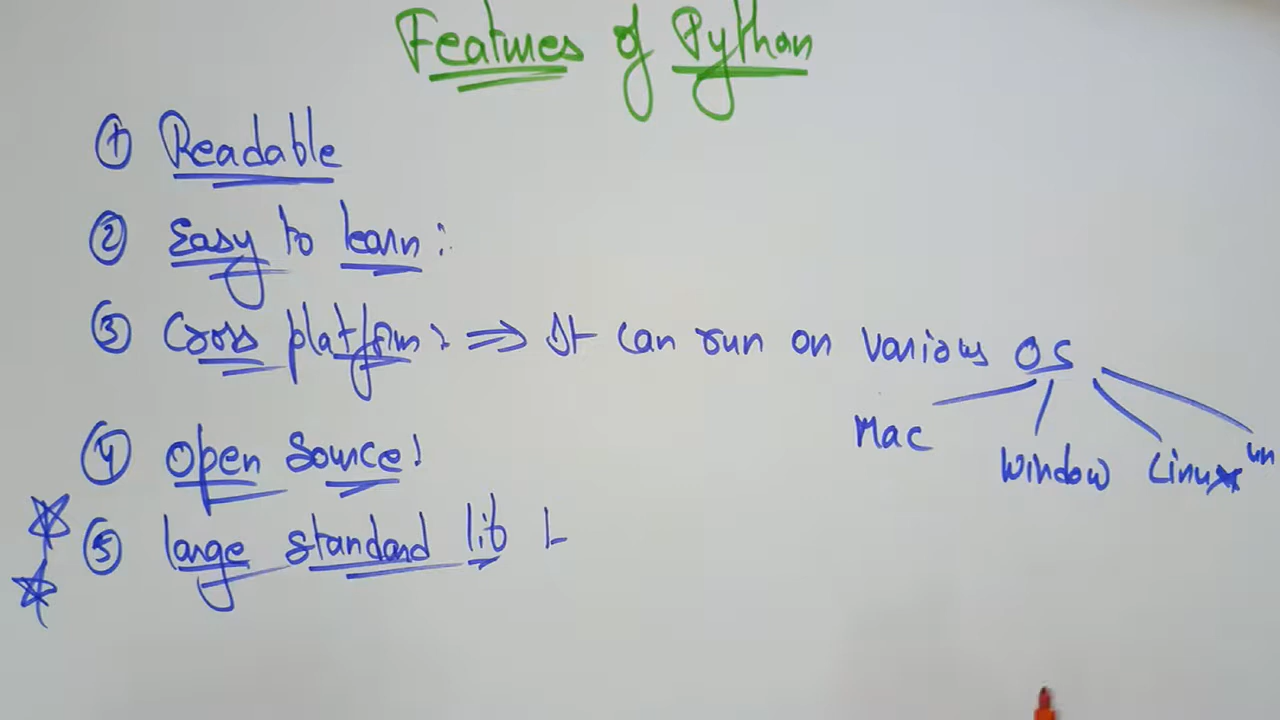 Features of Python
① Readable
② Easy to learn :
③ Cross platform : ⇒ It can run on various OS
Mac Window Linux un
④ Open Source :
⑤ large standard lib